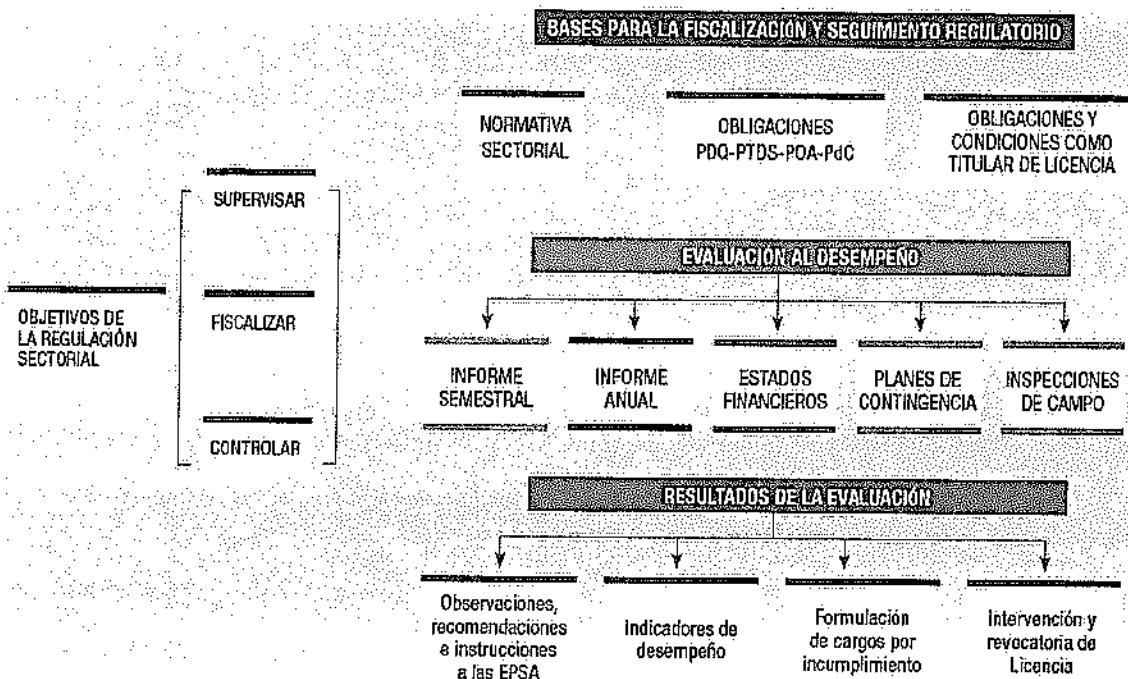 BASES PARA LA FISCALIZACIÓN Y SEGUIMIENTO REGULATORIO
NORMATIVA
SECTORIAL
OBLIGACIONES
PDQ-PTDS-POA-PdC
OBLIGACIONES Y
CONDICIONES COMO
TITULAR DE LICENCIA
OBJETIVOS DE
LA REGULACIÓN
SECTORIAL
SUPERVISAR
FISCALIZAR
CONTROLAR
EVALUACIÓN AL DESEMPEÑO
INFORME
SEMESTRAL
INFORME
ANUAL
ESTADOS
FINANCIEROS
PLANES DE
CONTINGENCIA
INSPECCIONES
DE CAMPO
RESULTADOS DE LA EVALUACIÓN
Observaciones,
recomendaciones
e instrucciones
a las EPSA
Indicadores de
desempeño
Formulación
de cargos por
incumplimiento
Intervención y
revocatoria de
Licencia